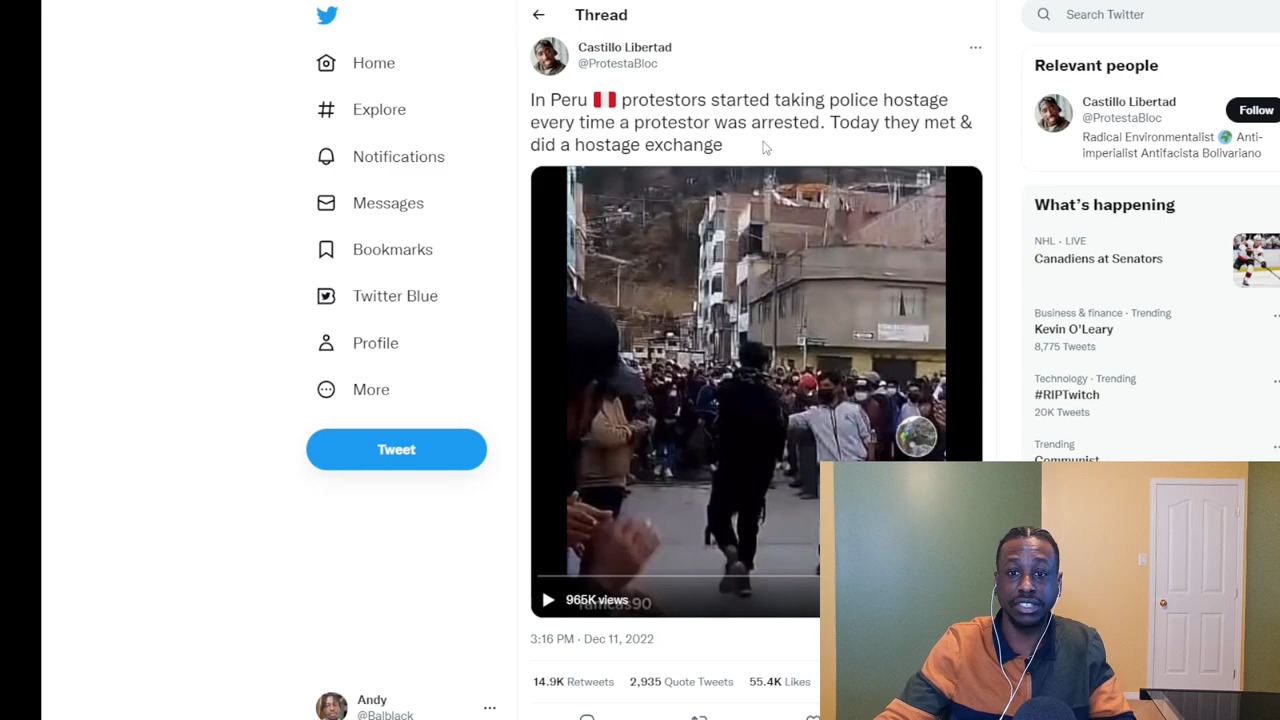 Home
Explore
Notifications
Messages
Bookmarks
Twitter Blue
Profile
More
Tweet
Andy
@Balblack
Thread
Castillo Libertad
@ProtestaBloc
In Peru 🇵🇪 protestors started taking police hostage
every time a protestor was arrested. Today they met &
did a hostage exchange
965K views
3:16 PM · Dec 11, 2022
14.9K Retweets 2,935 Quote Tweets 55.4K Likes
Search Twitter
Relevant people
Castillo Libertad
@ProtestaBloc
Follow
Radical Environmentalist 🌍 Anti-
imperialist Antifacista Bolivariano
What's happening
NHL · LIVE
Canadiens at Senators
Business & finance · Trending
Kevin O'Leary
8,775 Tweets
Technology · Trending
#RIPTwitch
20K Tweets
Trending
Communist